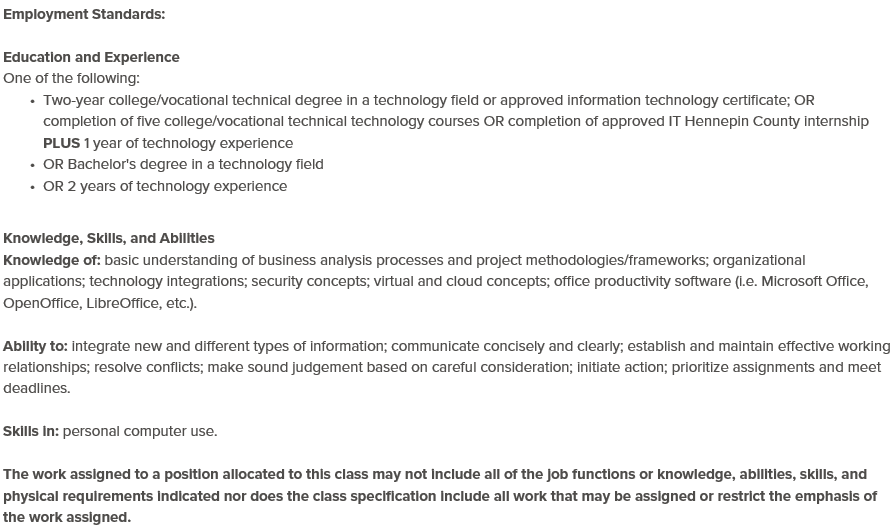 Employment Standards:
Education and Experience
One of the following:
• Two-year college/vocational technical degree in a technology field or approved information technology certificate; OR
completion of five college/vocational technical technology courses OR completion of approved IT Hennepin County internship
PLUS 1 year of technology experience
• OR Bachelor's degree in a technology field
• OR 2 years of technology experience
Knowledge, Skills, and Abilities
Knowledge of: basic understanding of business analysis processes and project methodologies/frameworks; organizational
applications; technology integrations; security concepts; virtual and cloud concepts; office productivity software (i.e. Microsoft Office,
OpenOffice, LibreOffice, etc.).
Ability to: integrate new and different types of information; communicate concisely and clearly; establish and maintain effective working
relationships; resolve conflicts; make sound judgement based on careful consideration; initiate action; prioritize assignments and meet
deadlines.
Skills in: personal computer use.
The work assigned to a position allocated to this class may not include all of the job functions or knowledge, abilities, skills, and
physical requirements indicated nor does the class specification include all work that may be assigned or restrict the emphasis of
the work assigned.